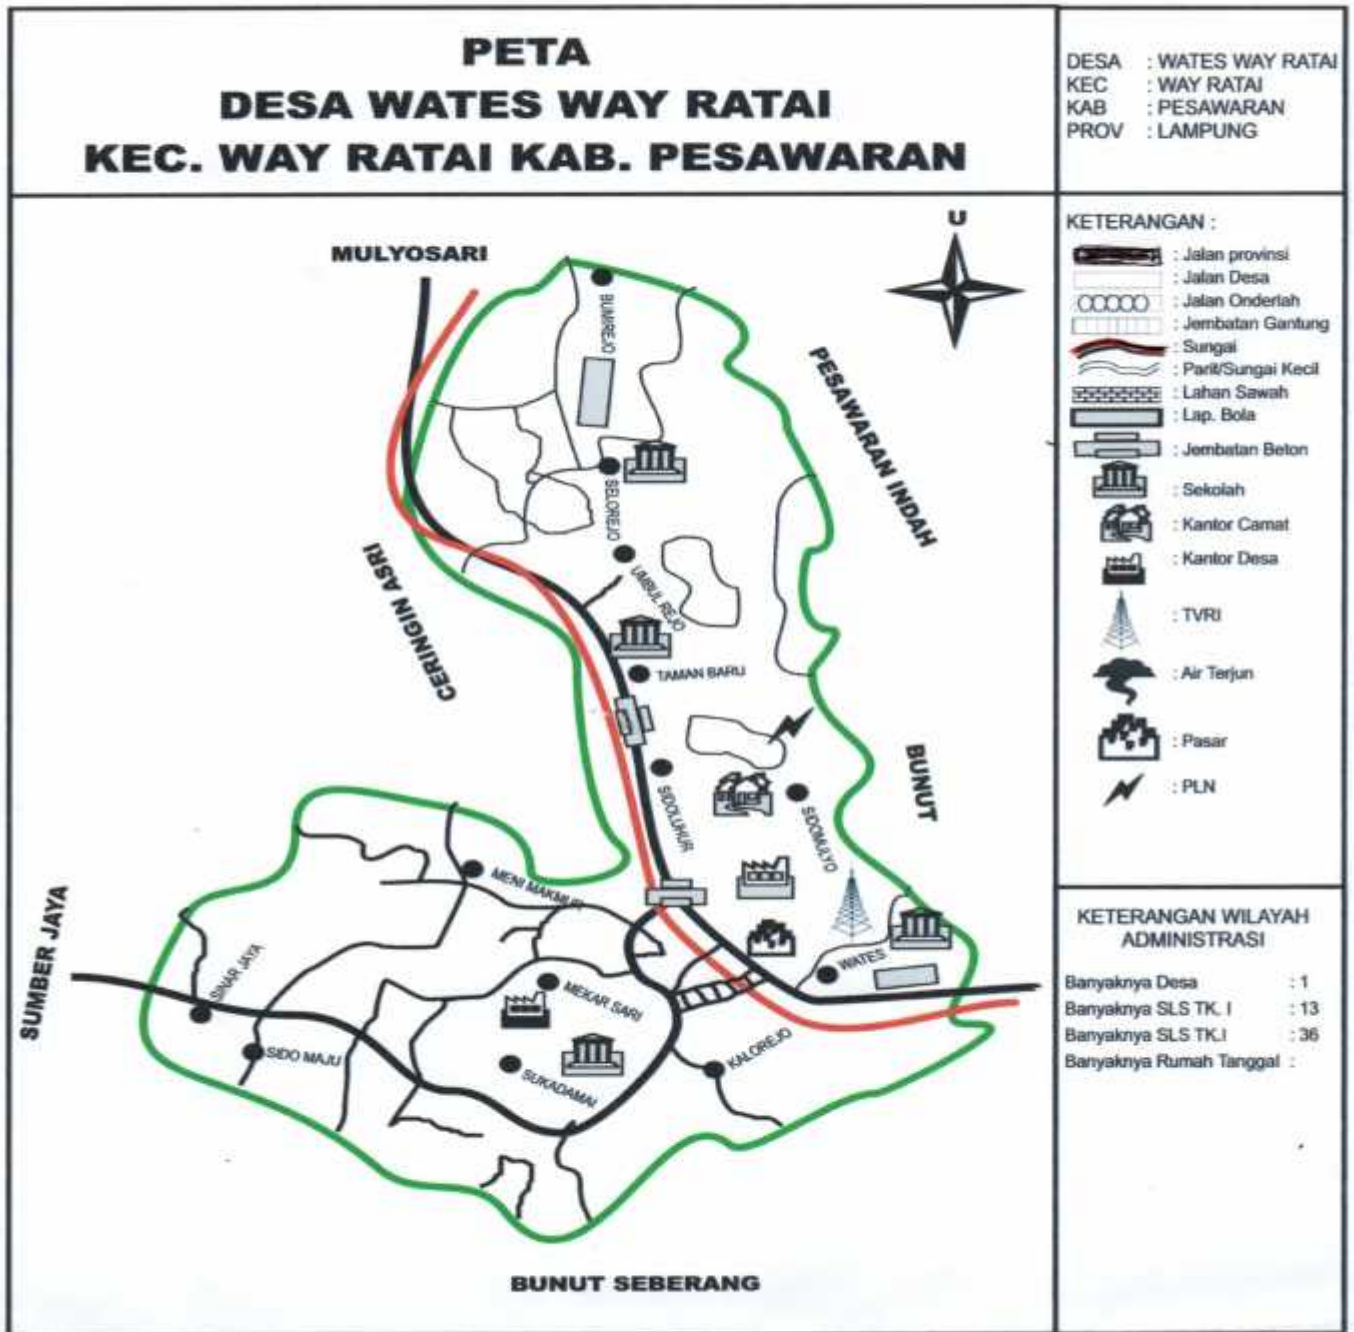 PETA
DESA WATES WAY RATAI
KEC. WAY RATAI KAB. PESAWARAN
DESA : WATES WAY RATAI
KEC : WAY RATAI
KAB : PESAWARAN
PROV : LAMPUNG
U
MULYOSARI
BUMIREJO
PESAWARAN INDAH
SELOREJO
CERINGIN ASRI
UMBUL REJO
TAMAN BARU
BUNUT
SIDOLUHUR
SIDOMULYO
MENI MAKMUR
SUMBER JAYA
SINAR JAYA
WATES
MEKAR SARI
SIDO MAJU
KALOREJO
SUKADAMAI
BUNUT SEBERANG
KETERANGAN :
: Jalan provinsi
: Jalan Desa
: Jalan Onderlah
: Jembatan Gantung
: Sungai
: Parit/Sungai Kecil
: Lahan Sawah
: Lap. Bola
: Jembatan Beton
: Sekolah
: Kantor Camat
: Kantor Desa
: TVRI
: Air Terjun
: Pasar
: PLN
KETERANGAN WILAYAH
ADMINISTRASI
Banyaknya Desa : 1
Banyaknya SLS TK. I : 13
Banyaknya SLS TK.I : 36
Banyaknya Rumah Tanggal :